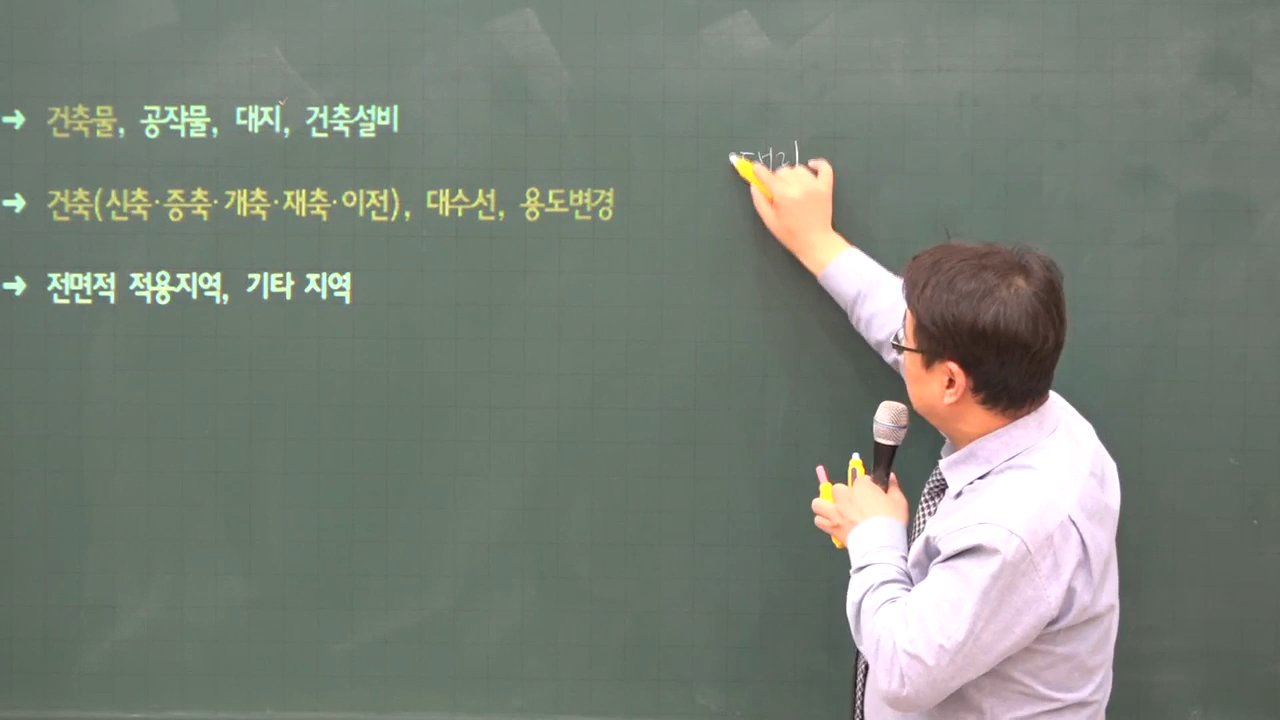 → 건축물, 공작물, 대지, 건축설비
→ 건축(신축·증축·개축·재축·이전), 대수선, 용도변경
→ 전면적 적용지역, 기타 지역